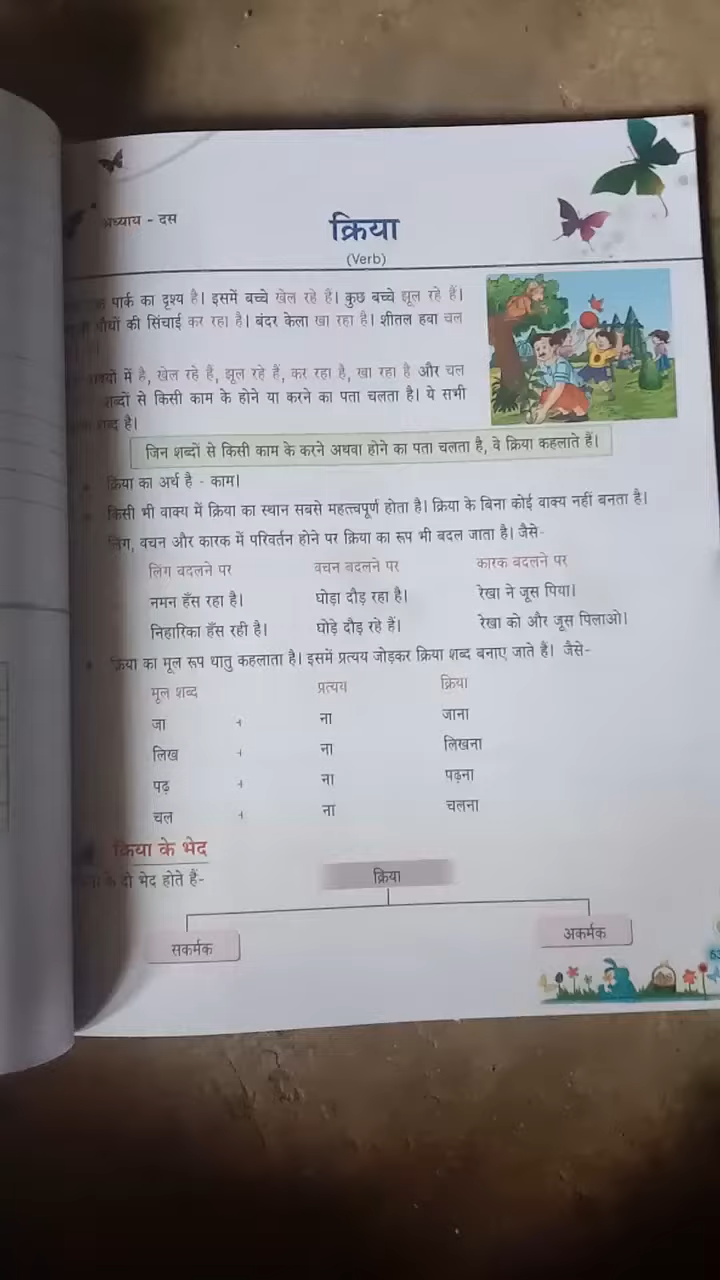 अध्याय - दस
क्रिया
(Verb)
पार्क का दृश्य है। इसमें बच्चे खेल रहे हैं। कुछ बच्चे झूल रहे हैं।
पौधों की सिंचाई कर रहा है। बंदर केला खा रहा है। शीतल हवा चल
में है, खेल रहे हैं, झूल रहे हैं, कर रहा है, खा रहा है और चल
शब्दों से किसी काम के होने या करने का पता चलता है। ये सभी
है।
जिन शब्दों से किसी काम के करने अथवा होने का पता चलता है, वे क्रिया कहलाते हैं।
क्रिया का अर्थ है - काम।
किसी भी वाक्य में क्रिया का स्थान सबसे महत्वपूर्ण होता है। क्रिया के बिना कोई वाक्य नहीं बनता है।
लिंग, वचन और कारक में परिवर्तन होने पर क्रिया का रूप भी बदल जाता है। जैसे-
लिंग बदलने पर वचन बदलने पर कारक बदलने पर
नमन हँस रहा है। घोड़ा दौड़ रहा है। रेखा ने जूस पिया।
निहारिका हँस रही है। घोड़े दौड़ रहे हैं। रेखा को और जूस पिलाओ।
क्रिया का मूल रूप धातु कहलाता है। इसमें प्रत्यय जोड़कर क्रिया शब्द बनाए जाते हैं। जैसे-
मूल शब्द प्रत्यय क्रिया
जा + ना जाना
लिख + ना लिखना
पढ़ + ना पढ़ना
चल + ना चलना
क्रिया के भेद
के दो भेद होते हैं-
क्रिया
सकर्मक अकर्मक